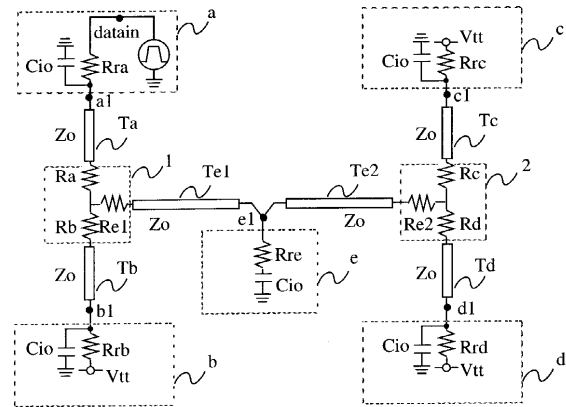 a
datain
Cio
Rra
a1
Zo
Ta
1
Ra
Rb
Re1
Te1
Zo
Zo
Tb
b1
Cio
Rrb
Vtt
b
e1
Rre
Cio
e
c
Vtt
Cio
Rrc
c1
Zo
Tc
2
Rc
Te2
Zo
Re2
Rd
Zo
Td
d1
Cio
Rrd
Vtt
d